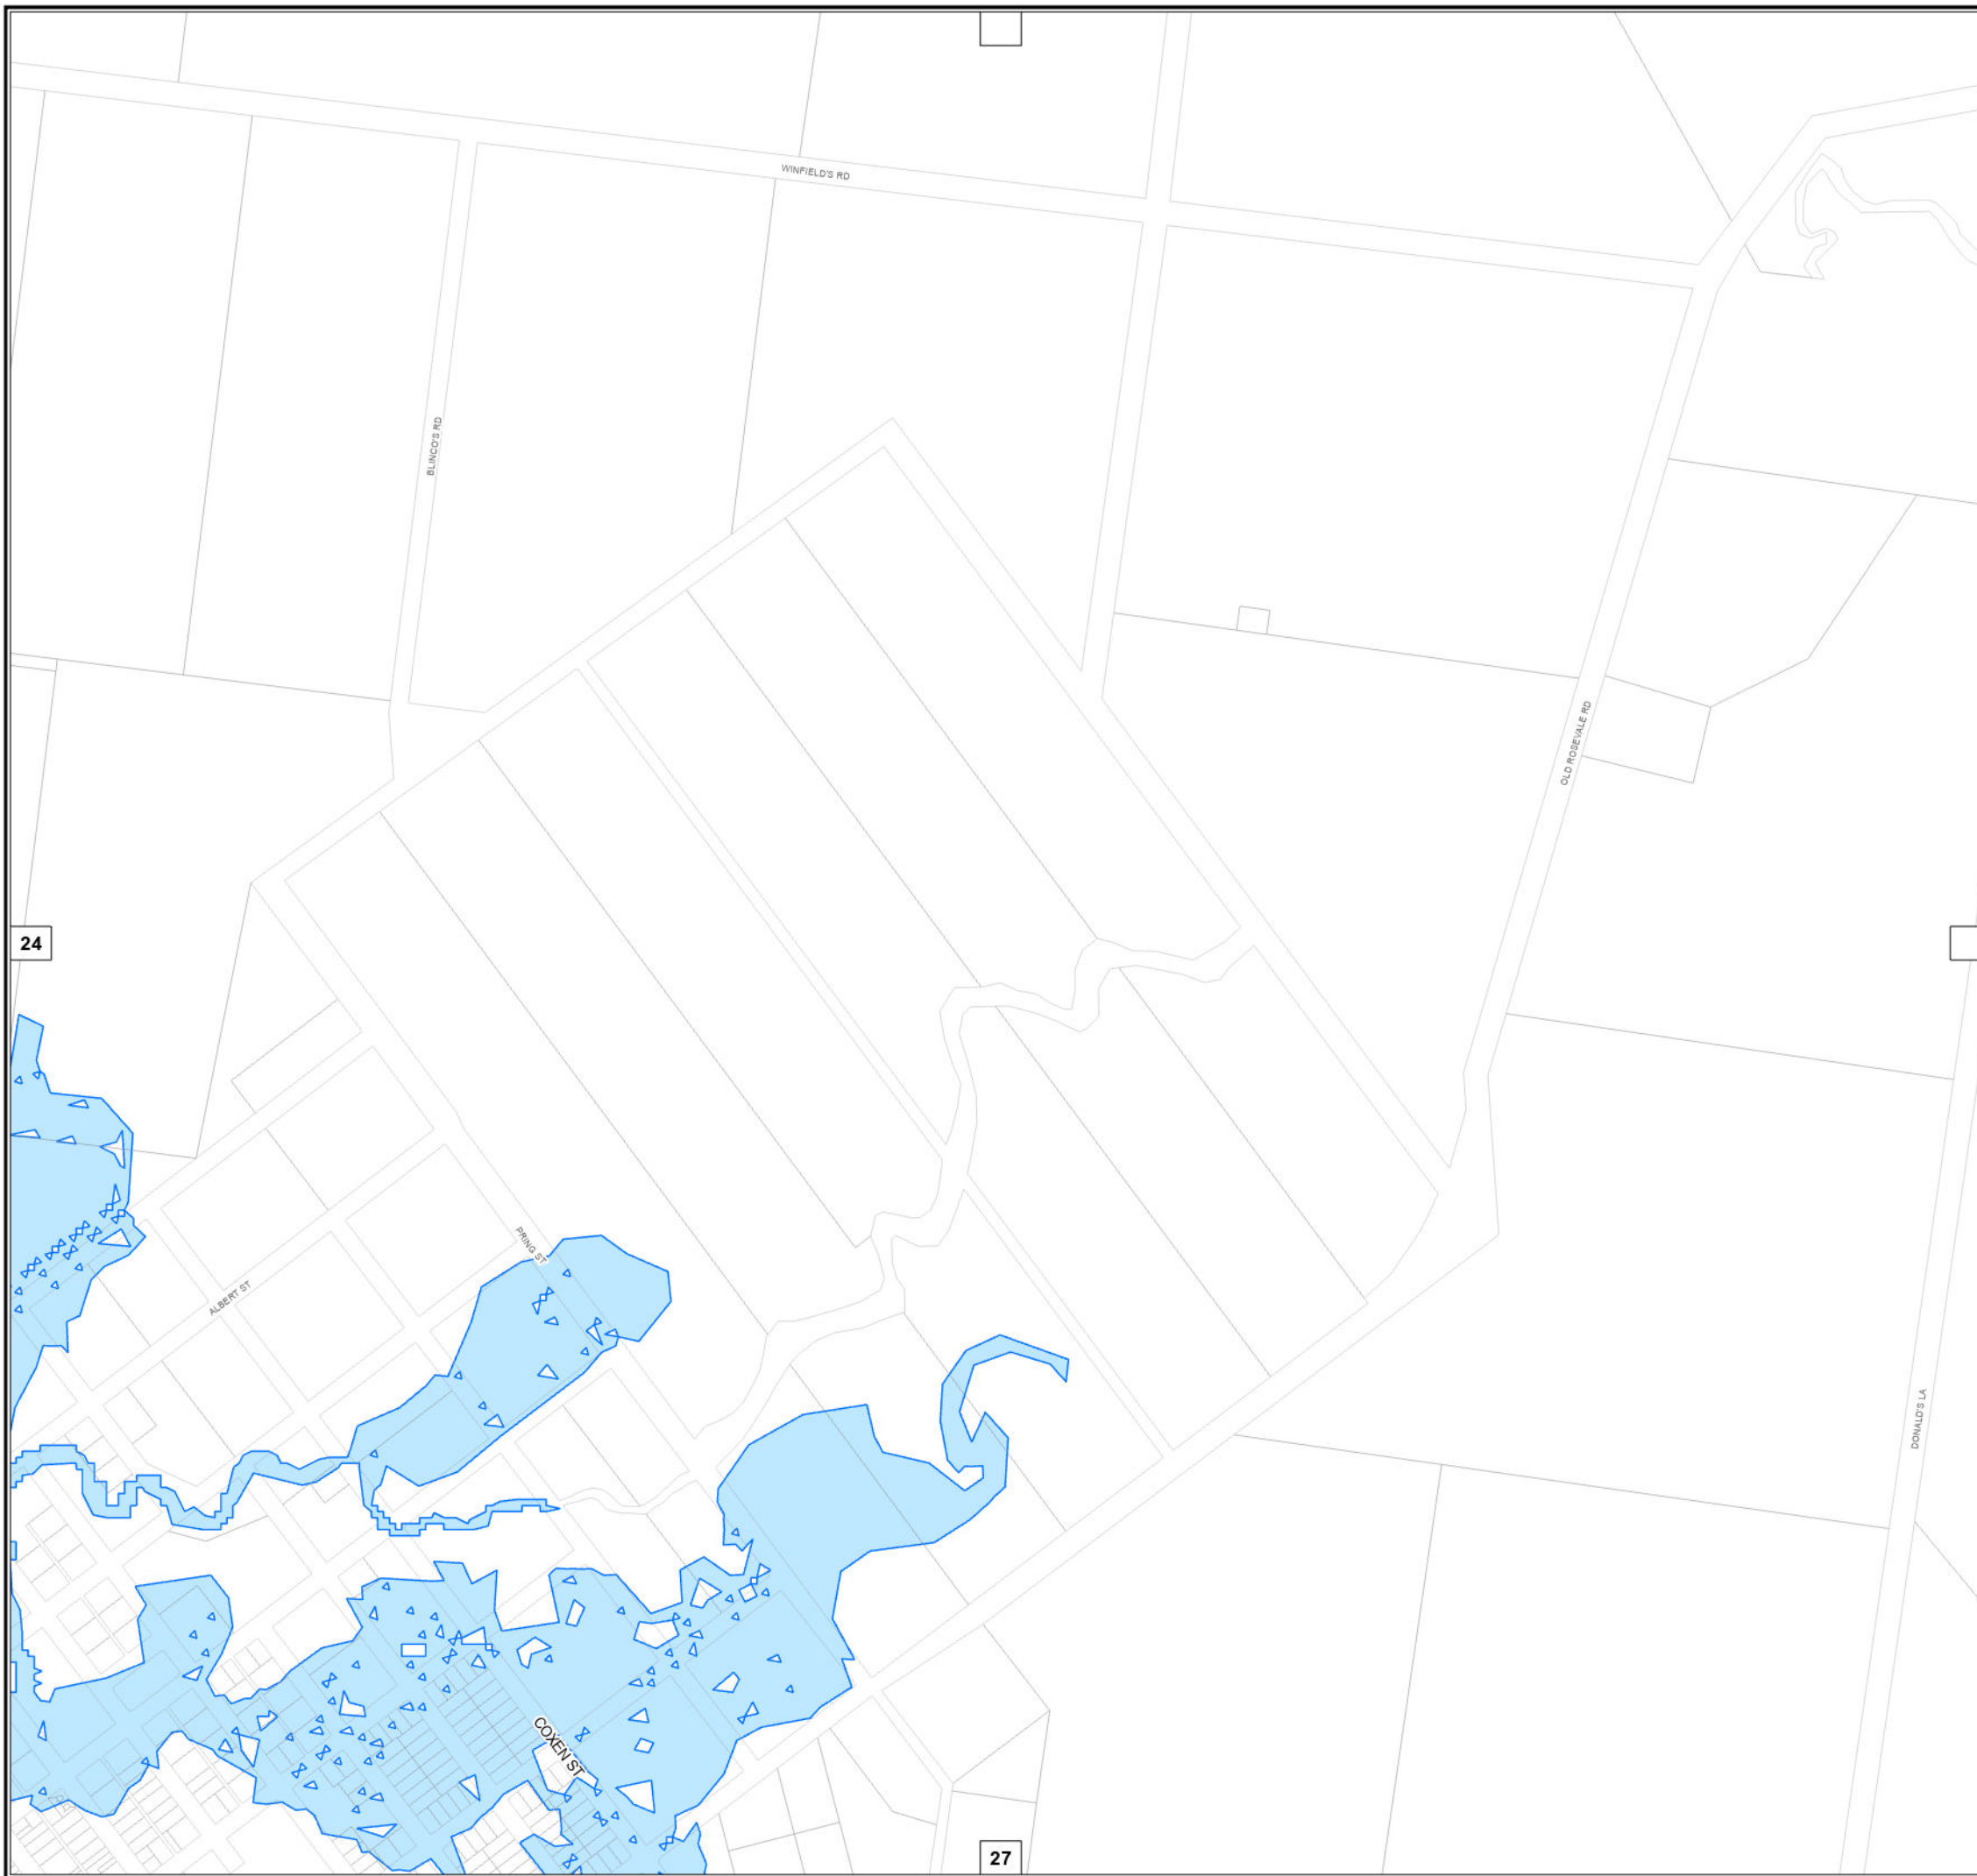 WINFIELD'S RD
BLINCO'S RD
OLD ROSEVALE RD
24
PRING ST
ALBERT ST
DONALD'S LA
COXEN ST
27